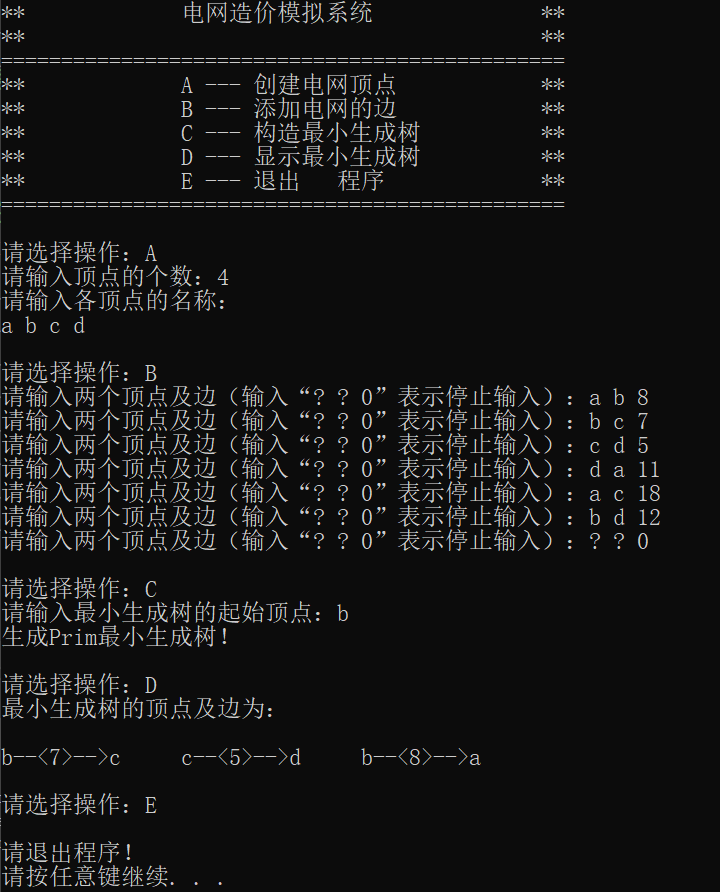 **             电网造价模拟系统              **
**                                           **
===============================================
**             A --- 创建电网顶点            **
**             B --- 添加电网的边            **
**             C --- 构造最小生成树          **
**             D --- 显示最小生成树          **
**             E --- 退出   程序             **
===============================================
请选择操作：A
请输入顶点的个数：4
请输入各顶点的名称：
a b c d
请选择操作：B
请输入两个顶点及边（输入“? ? 0”表示停止输入）：a b 8
请输入两个顶点及边（输入“? ? 0”表示停止输入）：b c 7
请输入两个顶点及边（输入“? ? 0”表示停止输入）：c d 5
请输入两个顶点及边（输入“? ? 0”表示停止输入）：d a 11
请输入两个顶点及边（输入“? ? 0”表示停止输入）：a c 18
请输入两个顶点及边（输入“? ? 0”表示停止输入）：b d 12
请输入两个顶点及边（输入“? ? 0”表示停止输入）：? ? 0
请选择操作：C
请输入最小生成树的起始顶点：b
生成Prim最小生成树!
请选择操作：D
最小生成树的顶点及边为：
b--<7>-->c     c--<5>-->d     b--<8>-->a
请选择操作：E
请退出程序!
请按任意键继续. . .